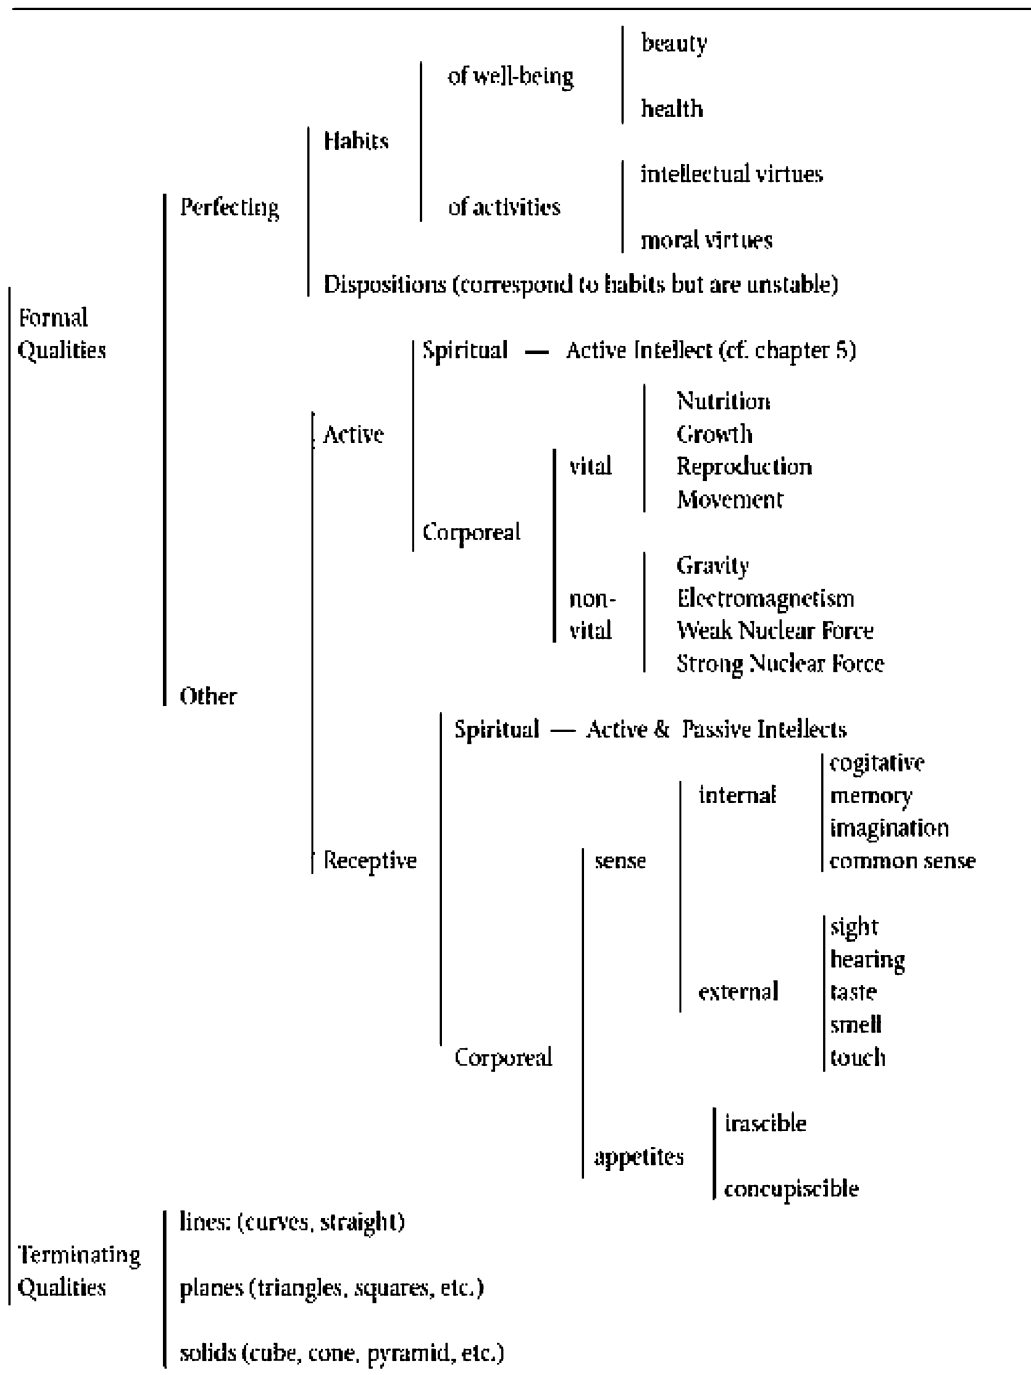 beauty
of well-being
health
Habits
intellectual virtues
Perfecting
of activities
moral virtues
Dispositions (correspond to habits but are unstable)
Formal
Qualities
Spiritual — Active Intellect (cf. chapter 5)
Nutrition
Active
Growth
vital
Reproduction
Movement
Corporeal
Gravity
non-
Electromagnetism
vital
Weak Nuclear Force
Strong Nuclear Force
Other
Spiritual — Active & Passive Intellects
cogitative
internal
memory
imagination
Receptive
sense
common sense
sight
hearing
external
taste
smell
Corporeal
touch
irascible
appetites
concupiscible
lines: (curves, straight)
Terminating
Qualities
planes (triangles, squares, etc.)
solids (cube, cone, pyramid, etc.)